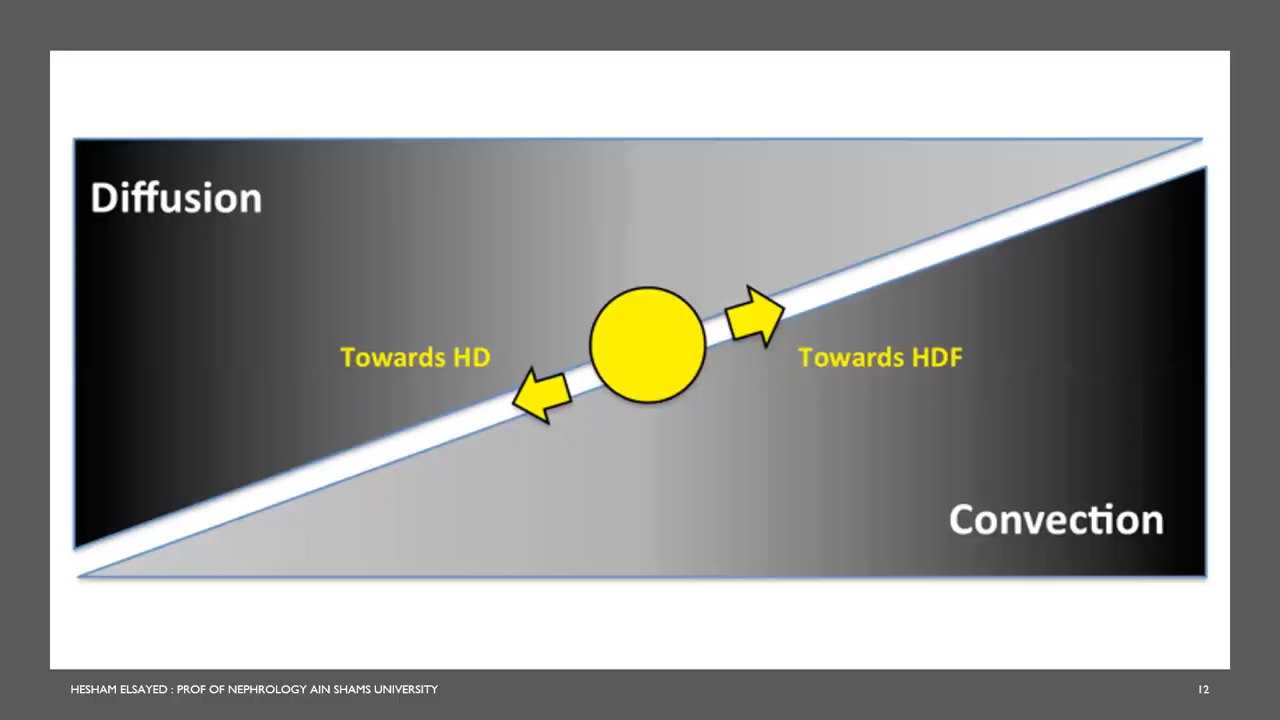 Diffusion
Towards HD
Towards HDF
Convection
HESHAM ELSAYED : PROF OF NEPHROLOGY AIN SHAMS UNIVERSITY
12